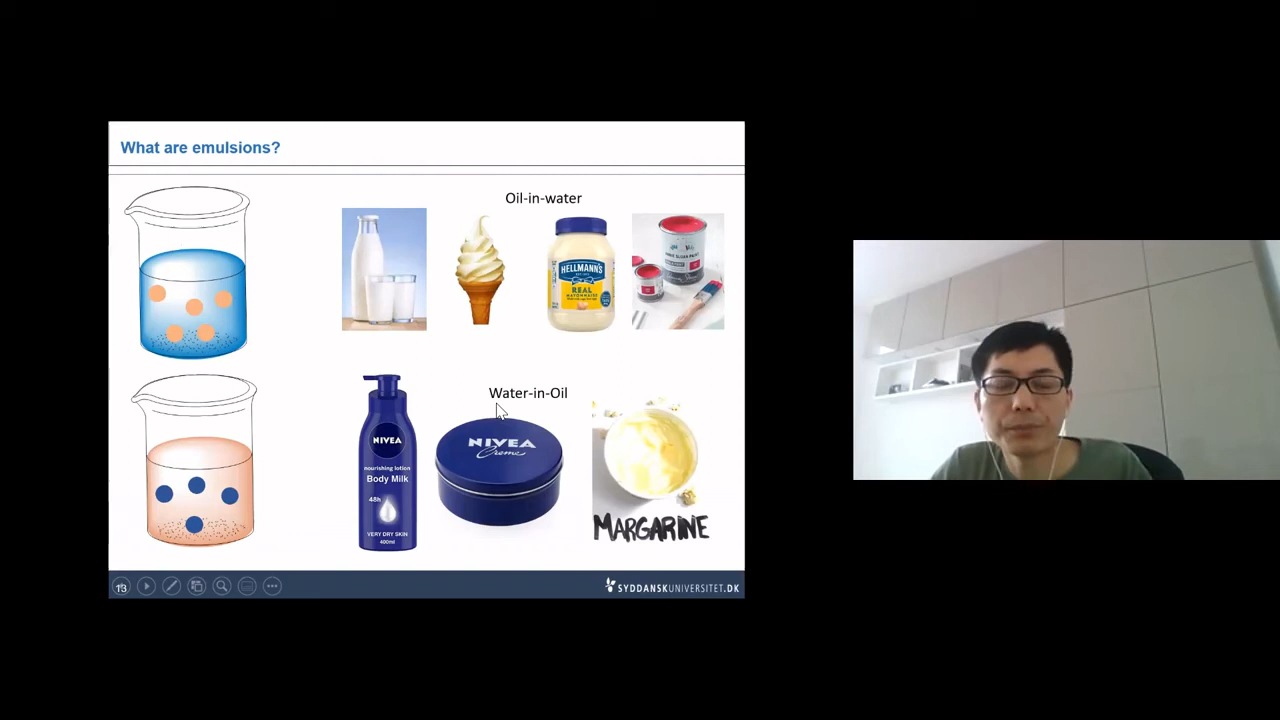 What are emulsions?
Oil-in-water
HELLMANN'S
REAL
MAYONNAISE
Water-in-Oil
NIVEA
nourishing lotion
Body Milk
48h
VERY DRY SKIN
400ml
NIVEA
Creme
MARGARINE
13
SYDDANSKUNIVERSITET.DK